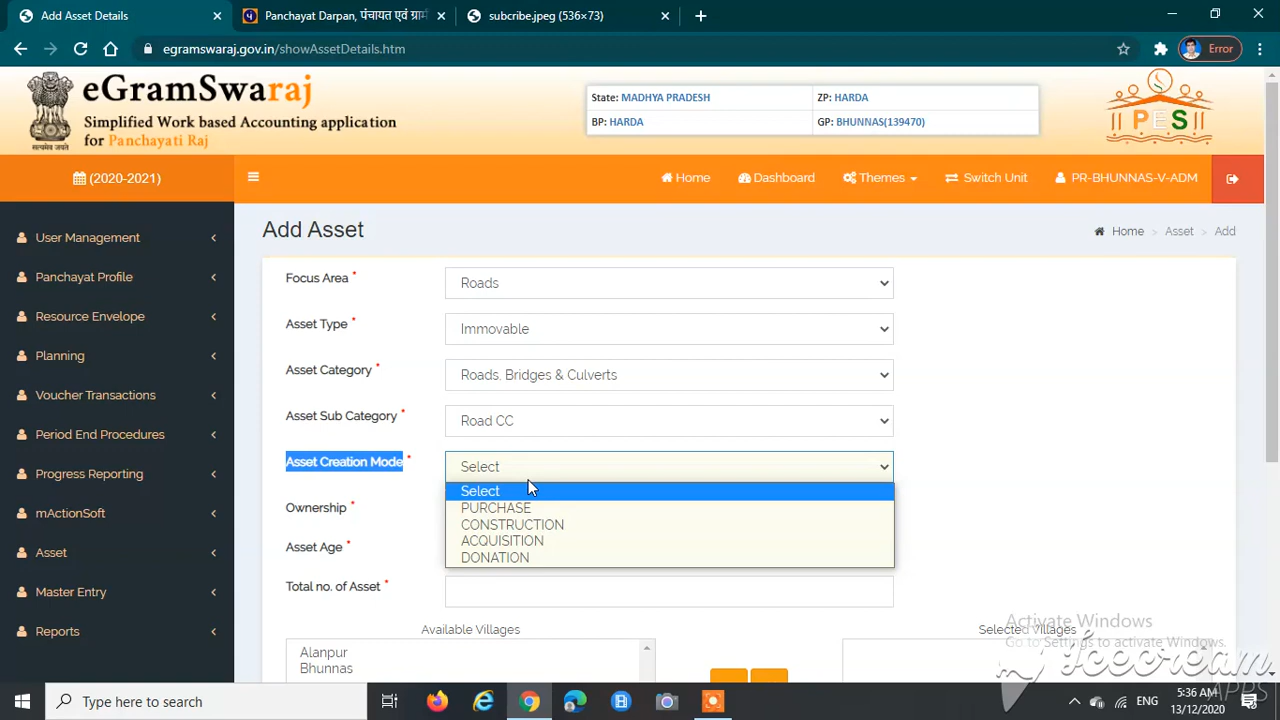 Add Asset Details
Panchayat Darpan, पंचायत एवं ग्रामी
subcribe.jpeg (536×73)
egramswaraj.gov.in/showAssetDetails.htm
Error
सत्यमेव जयते
eGramSwaraj
Simplified Work based Accounting application
for Panchayati Raj
State: MADHYA PRADESH
ZP: HARDA
BP: HARDA
GP: BHUNNAS(139470)
PES
(2020-2021)
Home
Dashboard
Themes
Switch Unit
PR-BHUNNAS-V-ADM
User Management
Panchayat Profile
Resource Envelope
Planning
Voucher Transactions
Period End Procedures
Progress Reporting
mActionSoft
Asset
Master Entry
Reports
Add Asset
Home > Asset > Add
Focus Area *
Roads
Asset Type *
Immovable
Asset Category *
Roads. Bridges & Culverts
Asset Sub Category *
Road CC
Asset Creation Mode *
Select
Select
PURCHASE
CONSTRUCTION
ACQUISITION
DONATION
Ownership *
Asset Age *
Total no. of Asset *
Available Villages
Selected Villages
Alanpur
Bhunnas
Activate Windows
Go to Settings to activate Windows.
Icecream
APPS
Type here to search
ENG
5:36 AM
13/12/2020